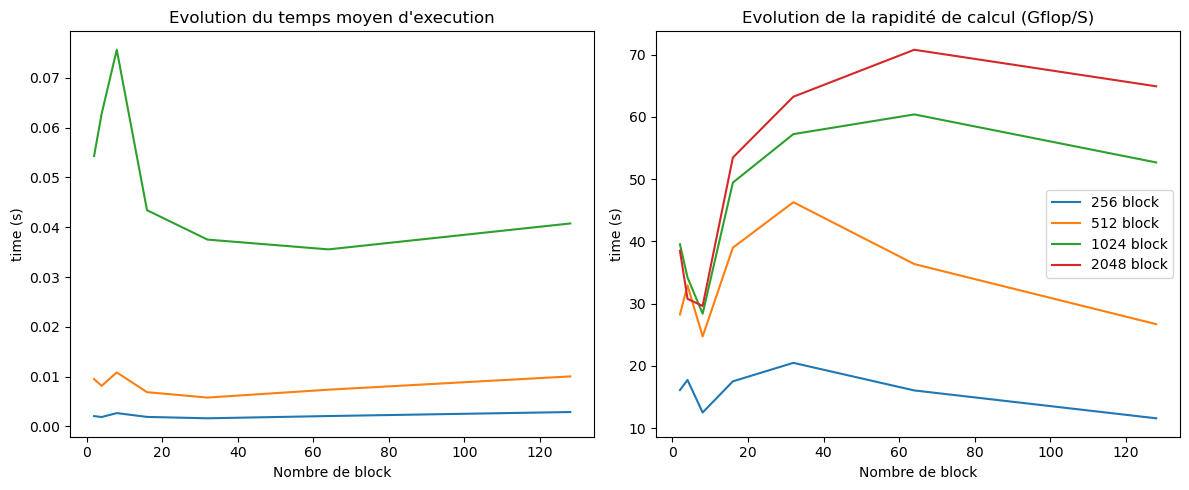 Evolution du temps moyen d'execution
time (s)
0.07
0.06
0.05
0.04
0.03
0.02
0.01
0.00
0 20 40 60 80 100 120
Nombre de block
Evolution de la rapidité de calcul (Gflop/S)
time (s)
70
60
50
40
30
20
10
256 block
512 block
1024 block
2048 block
0 20 40 60 80 100 120
Nombre de block